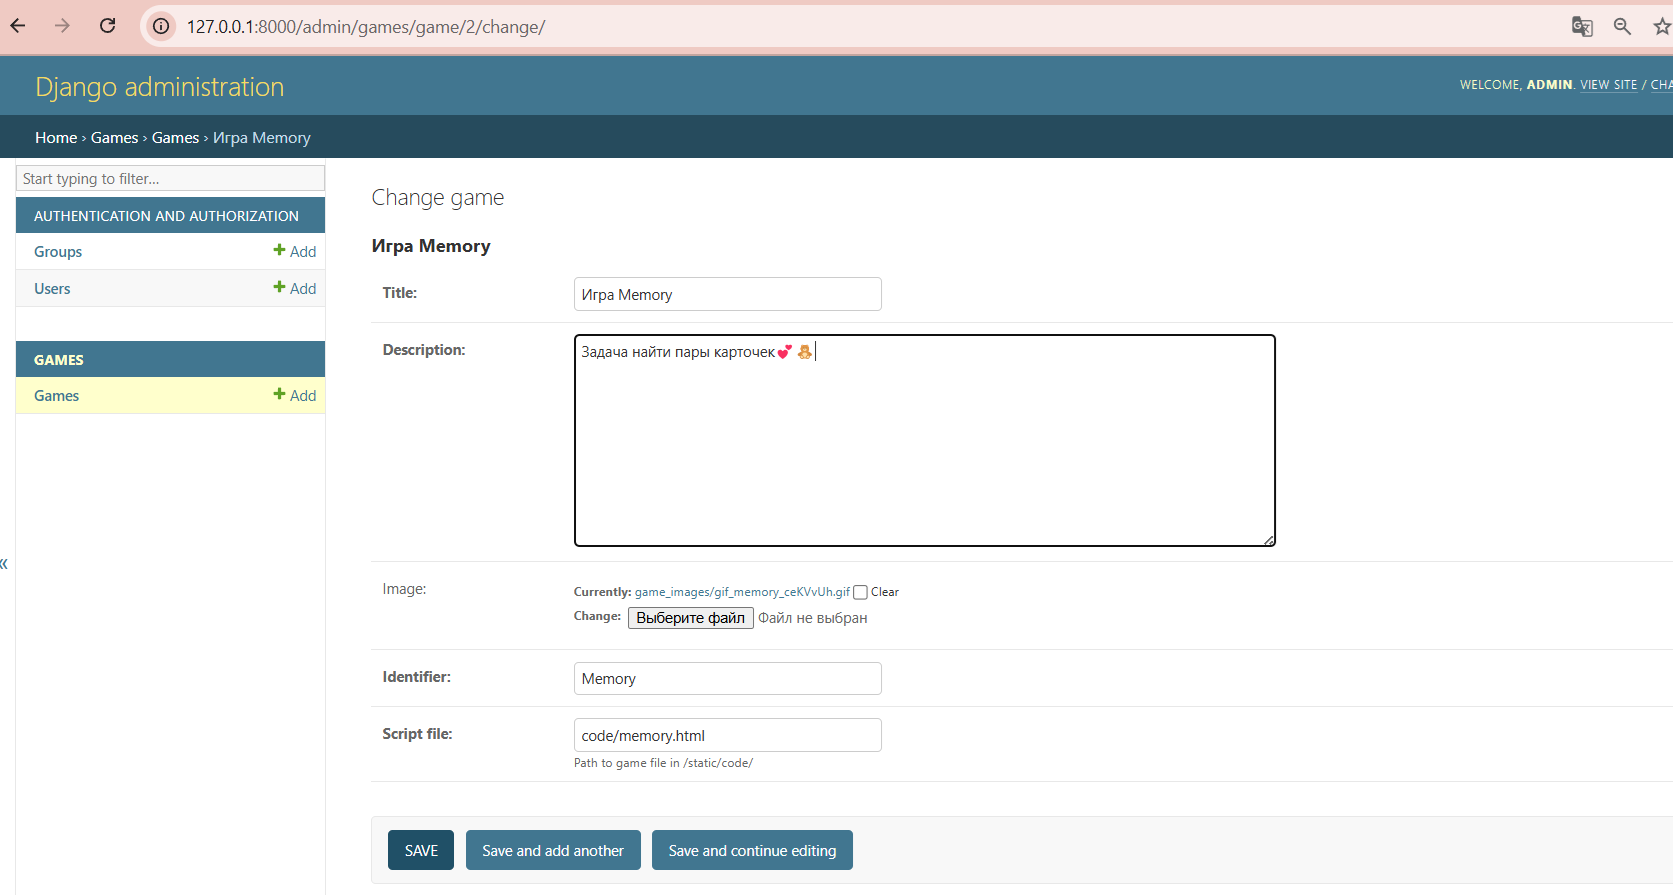 127.0.0.1:8000/admin/games/game/2/change/
Django administration
WELCOME, ADMIN. VIEW SITE / CHA
Home › Games › Games › Игра Memory
Start typing to filter...
AUTHENTICATION AND AUTHORIZATION
Groups + Add
Users + Add
GAMES
Games + Add
«
Change game
Игра Memory
Title: Игра Memory
Description: Задача найти пары карточек💕 🧸
Image: Currently: game_images/gif_memory_ceKVvUh.gif Clear
Change: Выберите файл Файл не выбран
Identifier: Memory
Script file: code/memory.html
Path to game file in /static/code/
SAVE Save and add another Save and continue editing